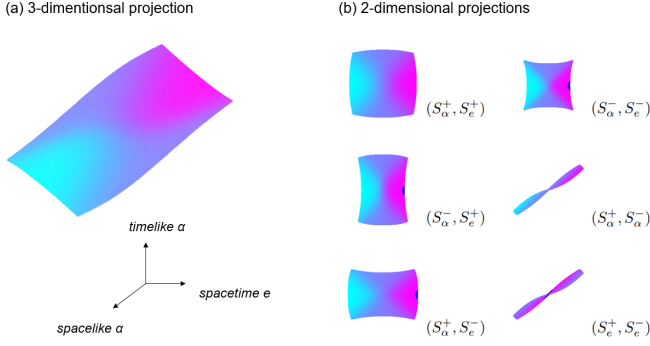 (a) 3-dimentionsal projection
timelike α
spacetime e
spacelike α
(b) 2-dimensional projections
(S_α^+, S_e^+)
(S_α^-, S_e^-)
(S_α^-, S_e^+)
(S_α^+, S_α^-)
(S_α^+, S_e^-)
(S_e^+, S_e^-)